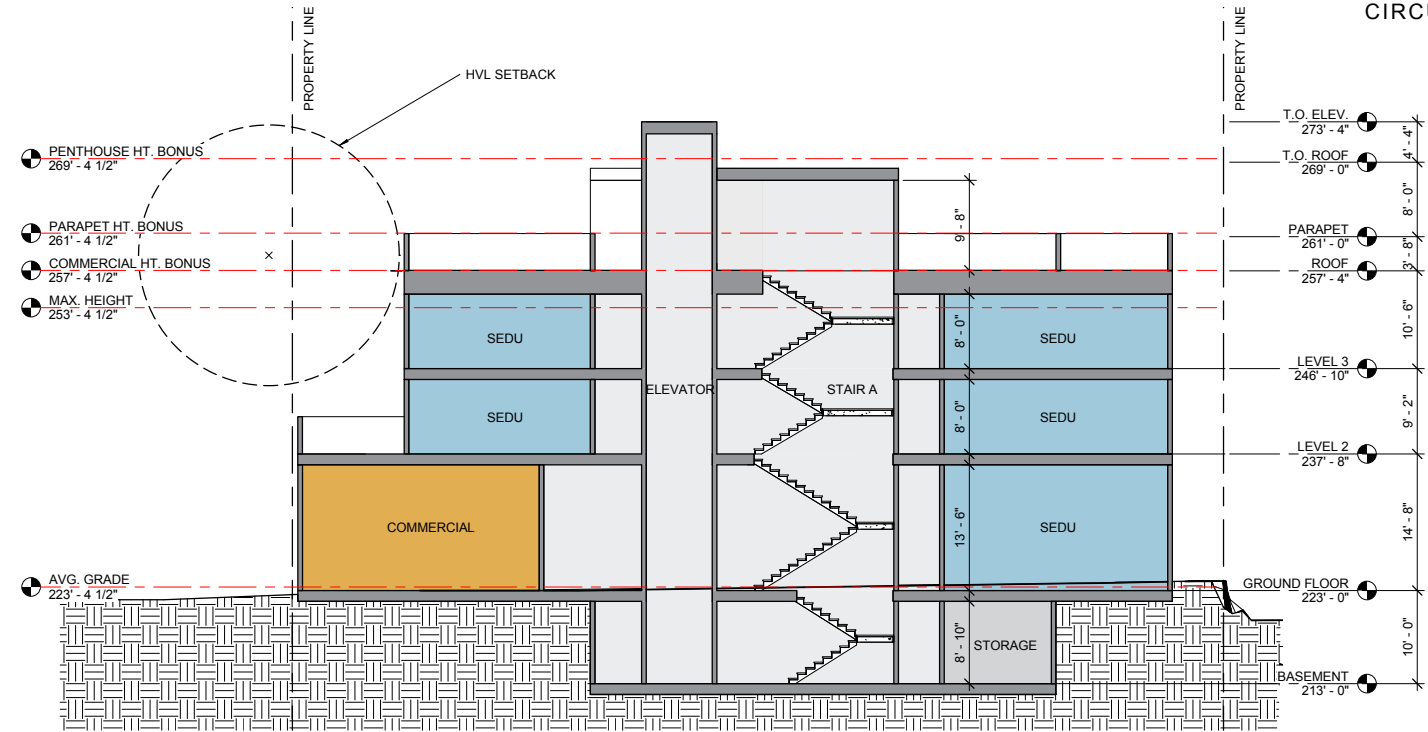 CIRCU
PROPERTY LINE
PROPERTY LINE
HVL SETBACK
PENTHOUSE HT. BONUS
269' - 4 1/2"
PARAPET HT. BONUS
261' - 4 1/2"
COMMERCIAL HT. BONUS
257' - 4 1/2"
MAX. HEIGHT
253' - 4 1/2"
AVG. GRADE
223' - 4 1/2"
SEDU
SEDU
COMMERCIAL
ELEVATOR
STAIR A
9' - 8"
8' - 0"
8' - 0"
13' - 6"
8' - 10"
SEDU
SEDU
SEDU
STORAGE
T.O. ELEV.
273' - 4"
T.O. ROOF
269' - 0"
PARAPET
261' - 0"
ROOF
257' - 4"
LEVEL 3
246' - 10"
LEVEL 2
237' - 8"
GROUND FLOOR
223' - 0"
BASEMENT
213' - 0"
4' - 4"
8' - 0"
3' - 8"
10' - 6"
9' - 2"
14' - 8"
10' - 0"